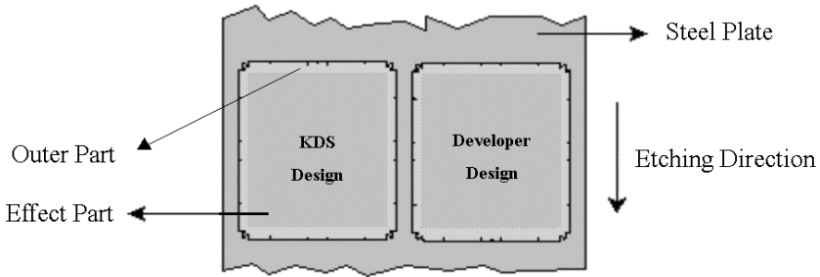 Steel Plate
KDS
Design
Developer
Design
Outer Part
Etching Direction
Effect Part